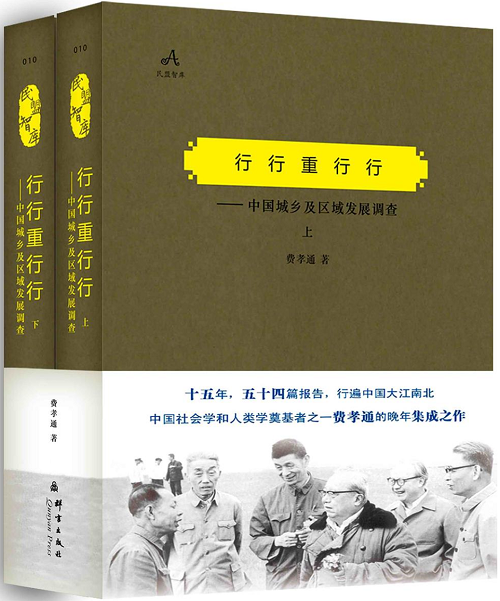 010
民盟智库
行行重行行
——中国城乡及区域发展调查
下
费孝通 著
群言出版社
Qunyan Press
010
民盟智库
行行重行行
——中国城乡及区域发展调查
上
A
民盟智库
行行重行行
——中国城乡及区域发展调查
上
费孝通 著
十五年，五十四篇报告，行遍中国大江南北
中国社会学和人类学奠基者之一费孝通的晚年集成之作